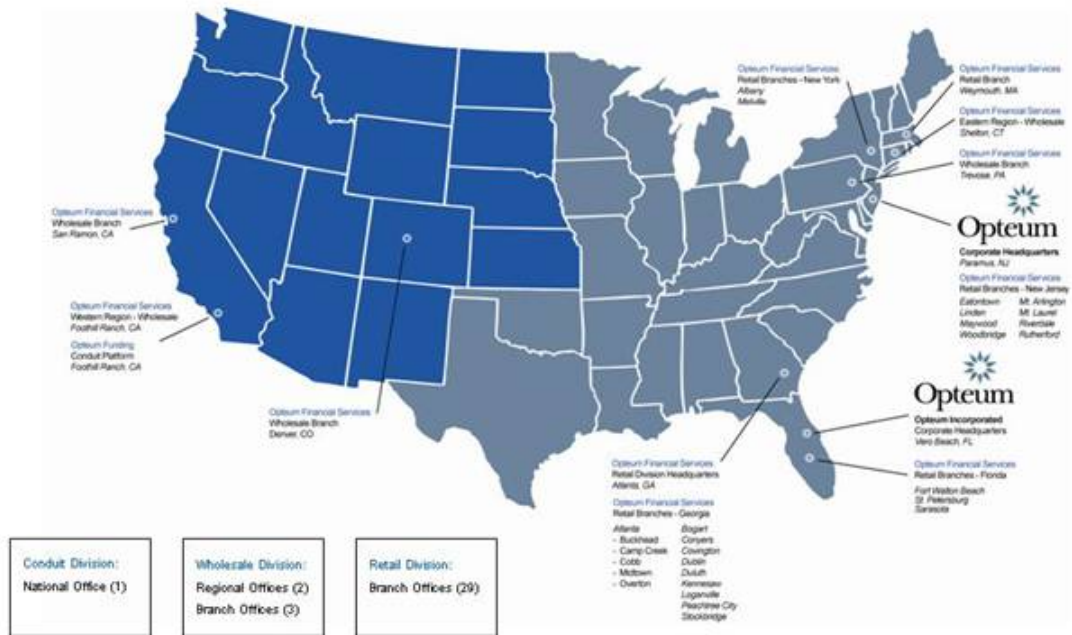 Opteum Financial Services
Retail Branches - New York
Albany
Melville
Opteum Financial Services
Retail Branch
Weymouth, MA
Opteum Financial Services
Eastern Region - Wholesale
Shelton, CT
Opteum Financial Services
Wholesale Branch
Trevose, PA
Opteum
Corporate Headquarters
Paramus, NJ
Opteum Financial Services
Retail Branches - New Jersey
Eatontown Mt. Arlington
Linden Mt. Laurel
Maywood Riverdale
Woodbridge Rutherford
Opteum Financial Services
Wholesale Branch
San Ramon, CA
Opteum Financial Services
Western Region - Wholesale
Foothill Ranch, CA
Opteum Funding
Conduit Platform
Foothill Ranch, CA
Opteum Financial Services
Wholesale Branch
Denver, CO
Opteum
Opteum Incorporated
Corporate Headquarters
Vero Beach, FL
Opteum Financial Services
Retail Branches - Florida
Fort Walton Beach
St. Petersburg
Sarasota
Opteum Financial Services
Retail Division Headquarters
Atlanta, GA
Opteum Financial Services
Retail Branches - Georgia
Atlanta Bogart
- Buckhead Conyers
- Camp Creek Covington
- Cobb Dublin
- Midtown Duluth
- Overton Kennesaw
Loganville
Peachtree City
Stockbridge
Conduit Division:
National Office (1)
Wholesale Division:
Regional Offices (2)
Branch Offices (3)
Retail Division:
Branch Offices (29)